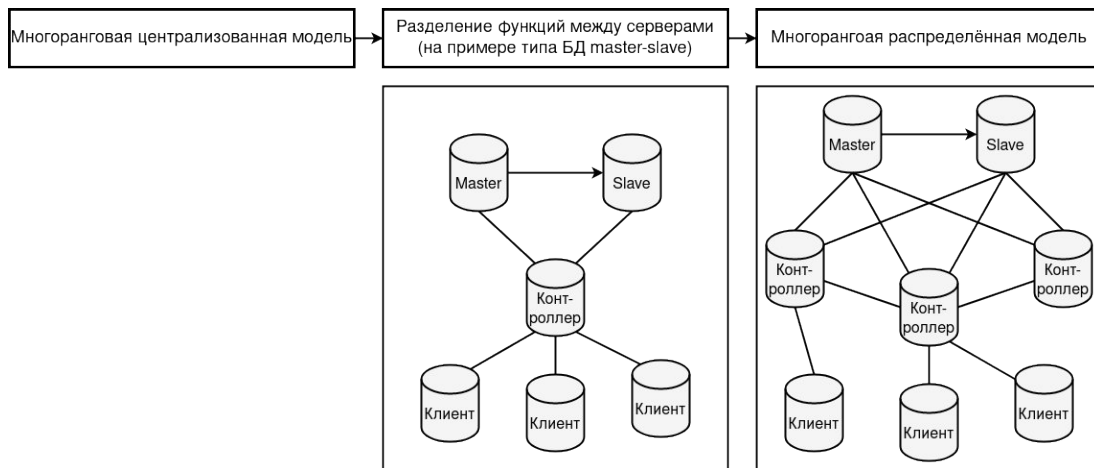 Многоранговая централизованная модель
Разделение функций между серверами
(на примере типа БД master-slave)
Многорангоая распределённая модель
Master
Slave
Конт-
роллер
Клиент
Клиент
Клиент
Master
Slave
Конт-
роллер
Конт-
роллер
Конт-
роллер
Клиент
Клиент
Клиент